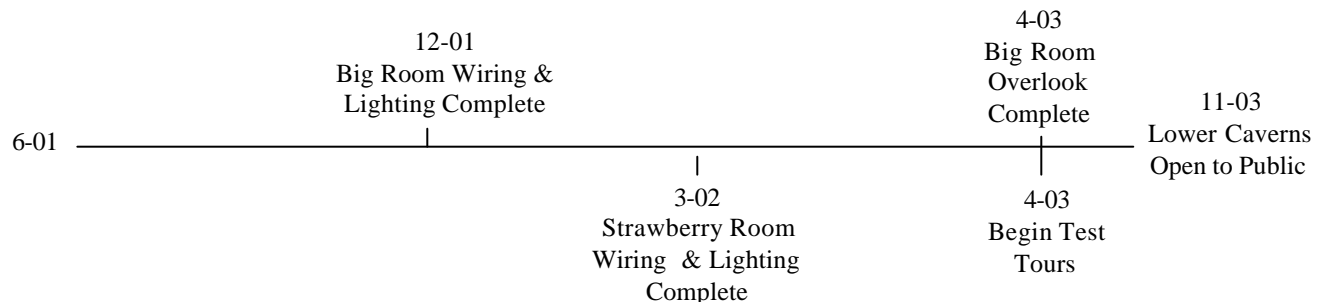 6-01
12-01
Big Room Wiring &
Lighting Complete
3-02
Strawberry Room
Wiring & Lighting
Complete
4-03
Big Room
Overlook
Complete
4-03
Begin Test
Tours
11-03
Lower Caverns
Open to Public